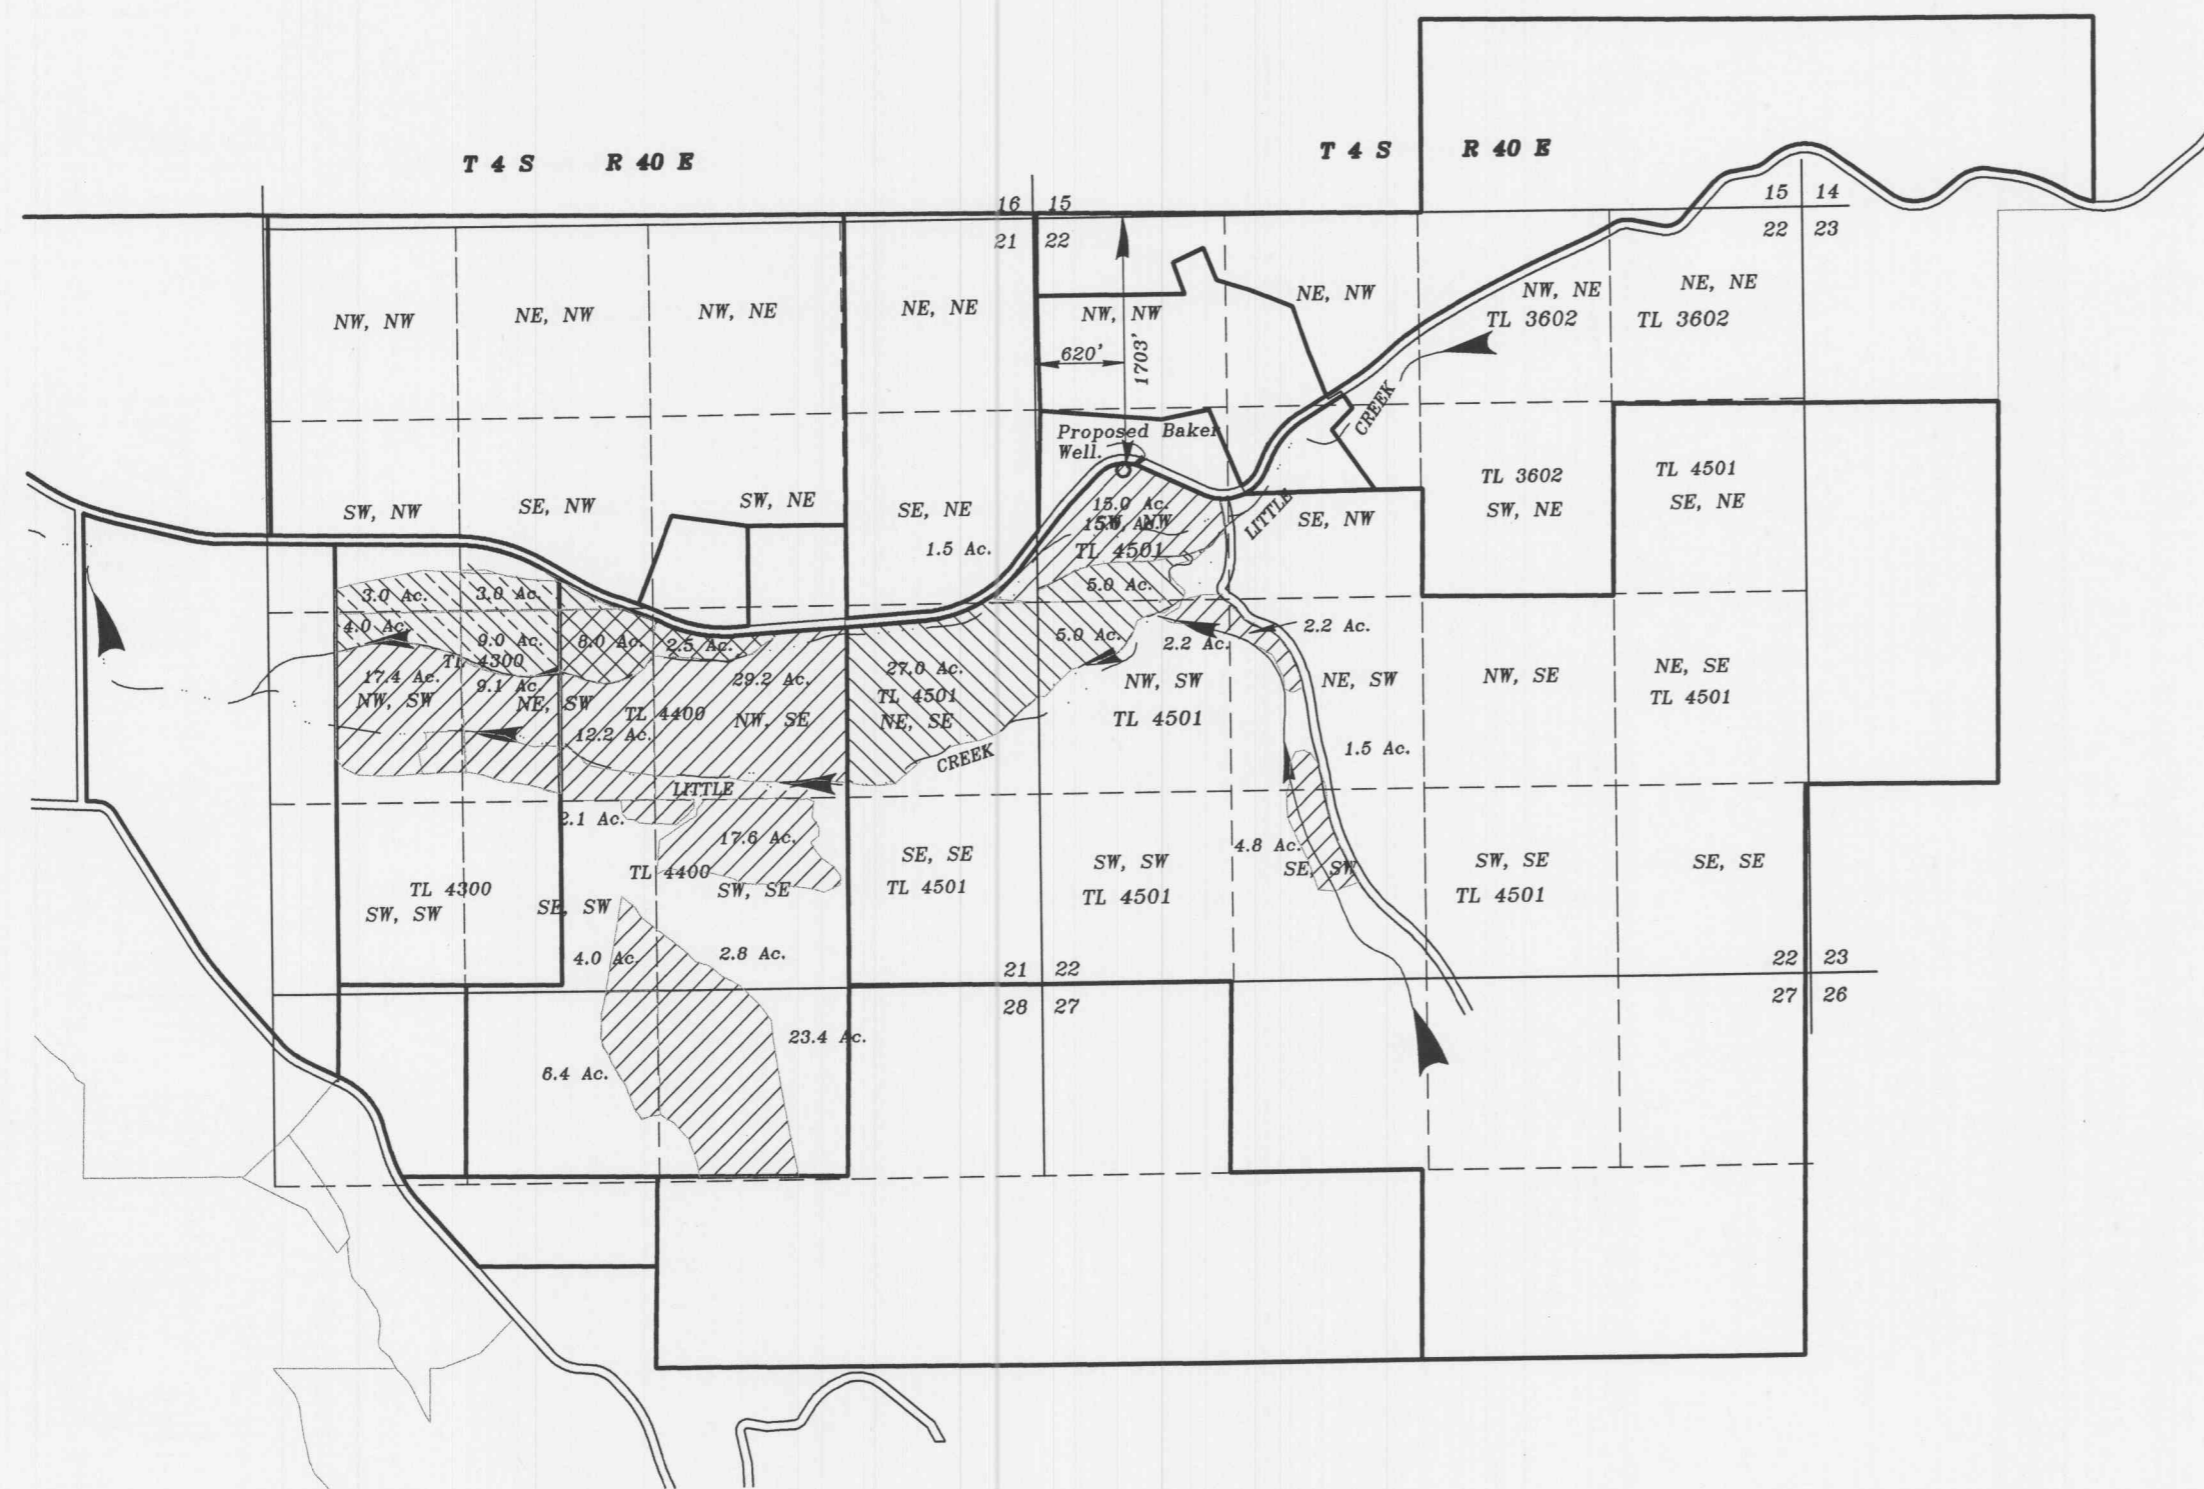 T 4 S R 40 E
T 4 S R 40 E
16 15
21 22
15 14
22 23
NW, NW
NE, NW
NW, NE
NE, NE
NW, NW
NE, NW
NW, NE
TL 3602
NE, NE
TL 3602
620'
1703'
CREEK
Proposed Baker
Well.
SW, NW
SE, NW
SW, NE
SE, NE
1.5 Ac.
15.0 Ac.
SW, NW
TL 4501
LITTLE
SE, NW
TL 3602
SW, NE
TL 4501
SE, NE
5.0 Ac.
3.0 Ac.
3.0 Ac.
4.0 Ac.
9.0 Ac.
8.0 Ac.
2.5 Ac.
TL 4300
17.4 Ac.
NW, SW
9.1 Ac.
NE, SW
12.2 Ac.
TL 4400
29.2 Ac.
NW, SE
27.0 Ac.
TL 4501
NE, SE
CREEK
5.0 Ac.
2.2 Ac.
2.2 Ac.
NW, SW
TL 4501
NE, SW
1.5 Ac.
NW, SE
NE, SE
TL 4501
LITTLE
2.1 Ac.
17.6 Ac.
TL 4400
SW, SE
TL 4300
SW, SW
SE, SW
4.0 Ac.
2.8 Ac.
SE, SE
TL 4501
SW, SW
TL 4501
4.8 Ac.
SE, SW
SW, SE
TL 4501
SE, SE
21 22
28 27
22 23
27 26
23.4 Ac.
6.4 Ac.